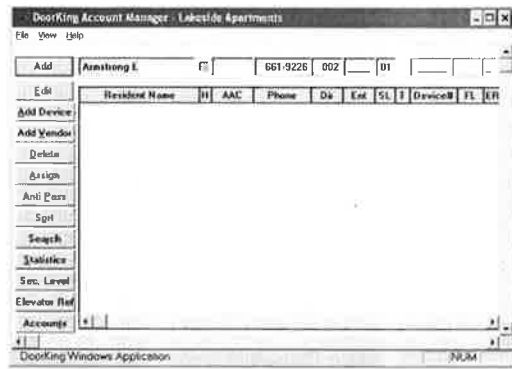 DoorKing Account Manager - Lakeside Apartments
File View Help
Add Armstrong E 661-9226 002 ___ 01
Edit Resident Name H AAC Phone Dir Ent SL T Device# FL ER
Add Device
Add Vendor
Delete
Assign
Anti Pass
Sort
Search
Statistics
Sec. Level
Elevator Ref
Accounts
DoorKing Windows Application NUM